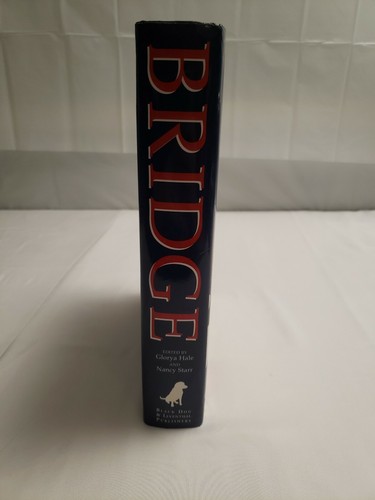 BRIDGE
EDITED BY
Glorya Hale
AND
Nancy Starr
BLACK DOG
& LEVENTHAL
PUBLISHERS